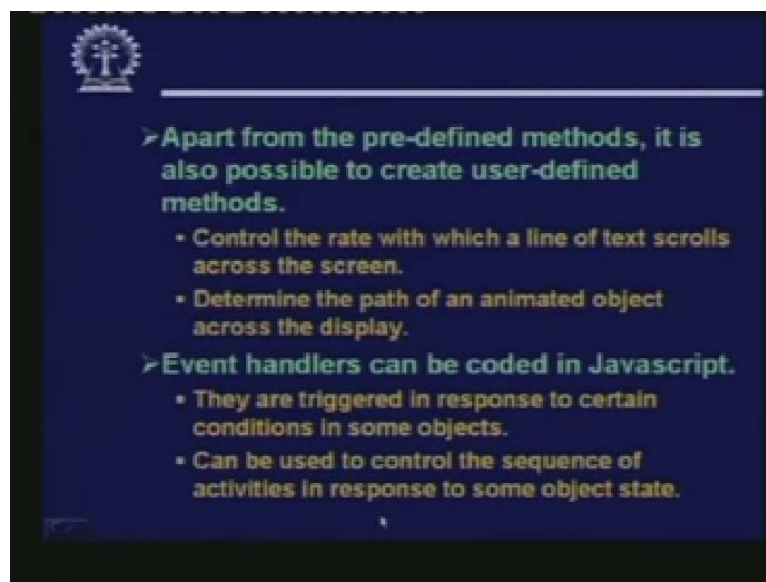 Apart from the pre-defined methods, it is
also possible to create user-defined
methods.
Control the rate with which a line of text scrolls
across the screen.
Determine the path of an animated object
across the display.
Event handlers can be coded in Javascript.
They are triggered in response to certain
conditions in some objects.
Can be used to control the sequence of
activities in response to some object state.